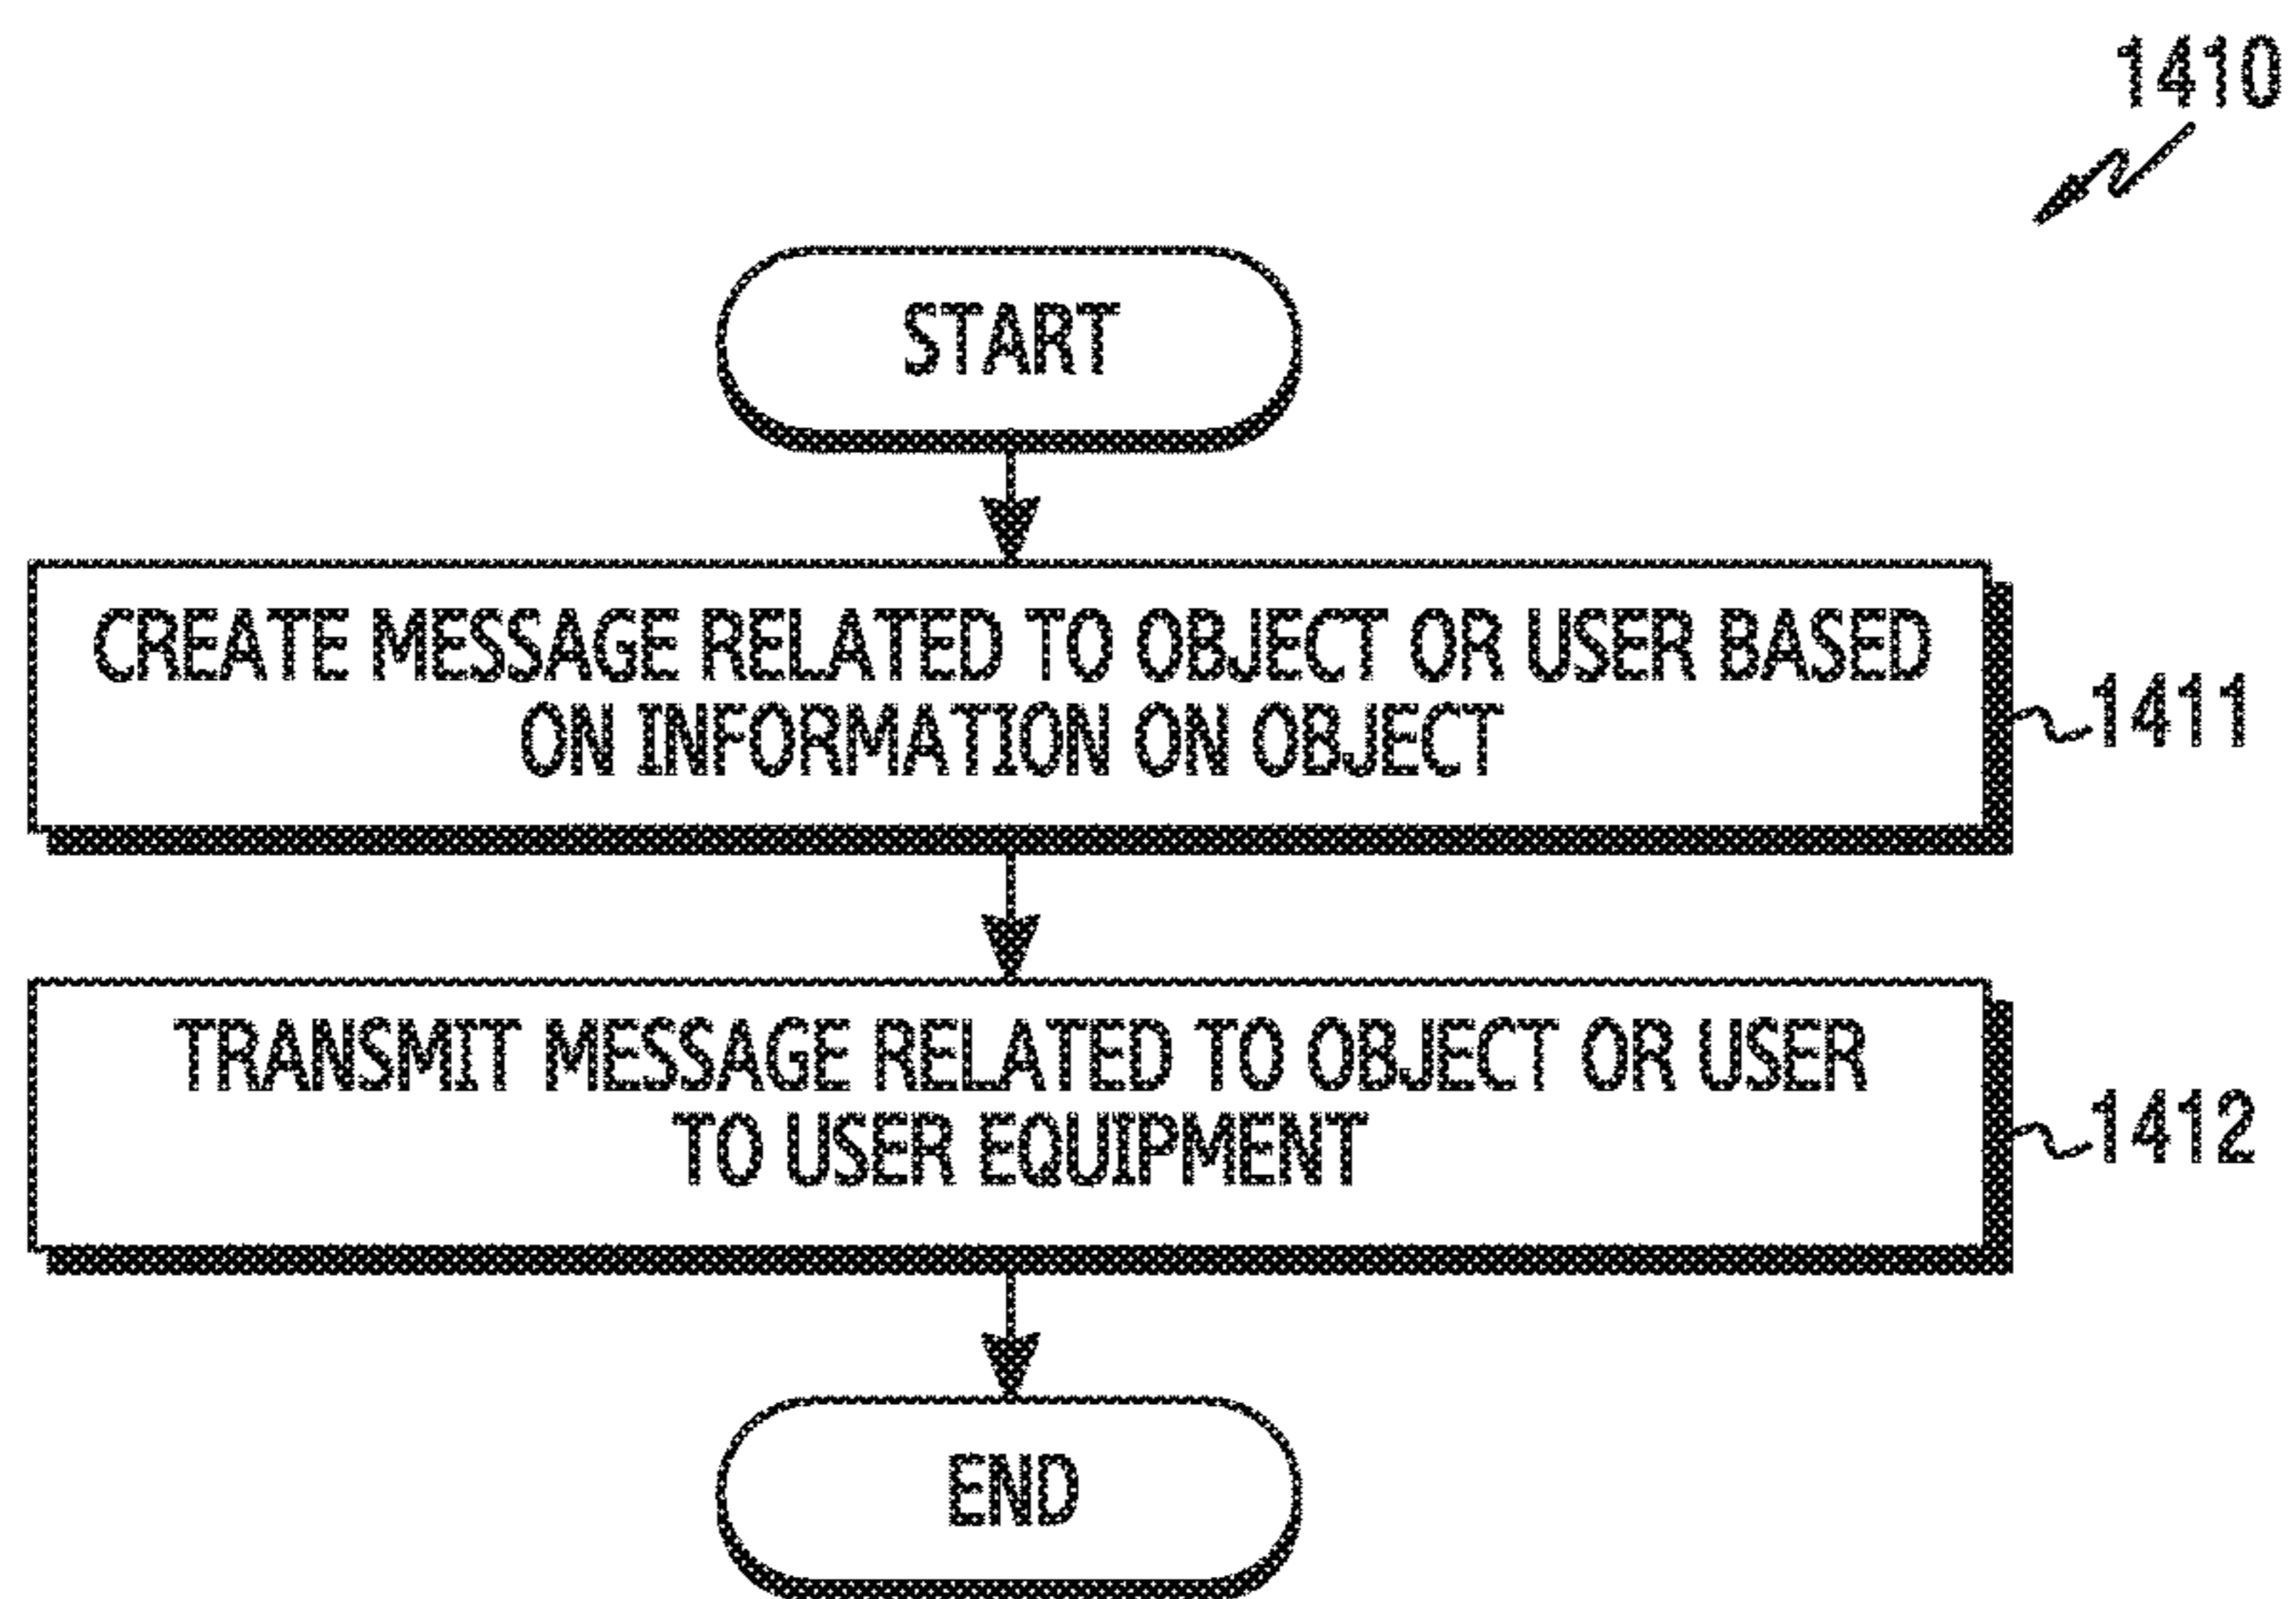 1410
START
CREATE MESSAGE RELATED TO OBJECT OR USER BASED
ON INFORMATION ON OBJECT
1411
TRANSMIT MESSAGE RELATED TO OBJECT OR USER
TO USER EQUIPMENT
1412
END